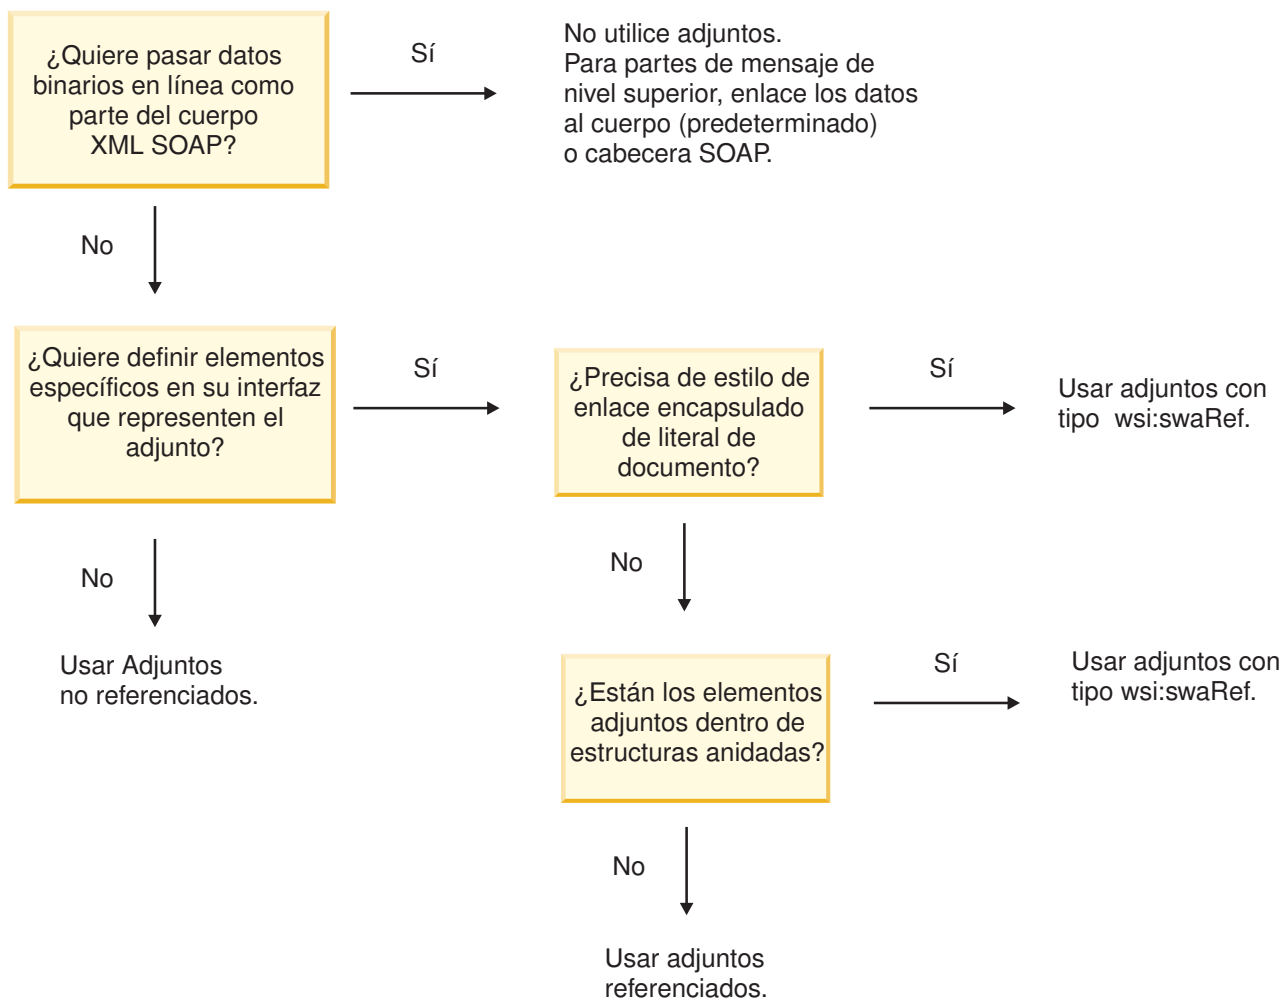 ¿Quiere pasar datos
binarios en línea como
parte del cuerpo
XML SOAP?
Sí
No utilice adjuntos.
Para partes de mensaje de
nivel superior, enlace los datos
al cuerpo (predeterminado)
o cabecera SOAP.
No
¿Quiere definir elementos
específicos en su interfaz
que representen el
adjunto?
Sí
¿Precisa de estilo de
enlace encapsulado
de literal de
documento?
Sí
Usar adjuntos con
tipo wsi:swaRef.
No
Usar Adjuntos
no referenciados.
No
¿Están los elementos
adjuntos dentro de
estructuras anidadas?
Sí
Usar adjuntos con
tipo wsi:swaRef.
No
Usar adjuntos
referenciados.